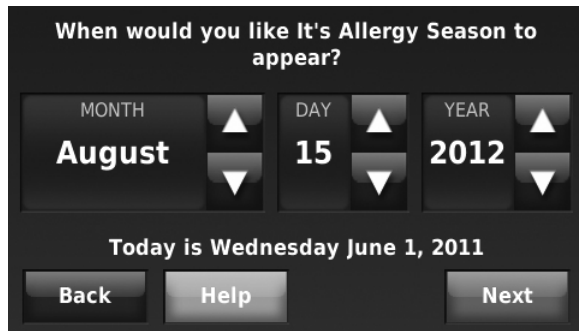 When would you like It's Allergy Season to
appear?
MONTH
August
DAY
15
YEAR
2012
Today is Wednesday June 1, 2011
Back
Help
Next